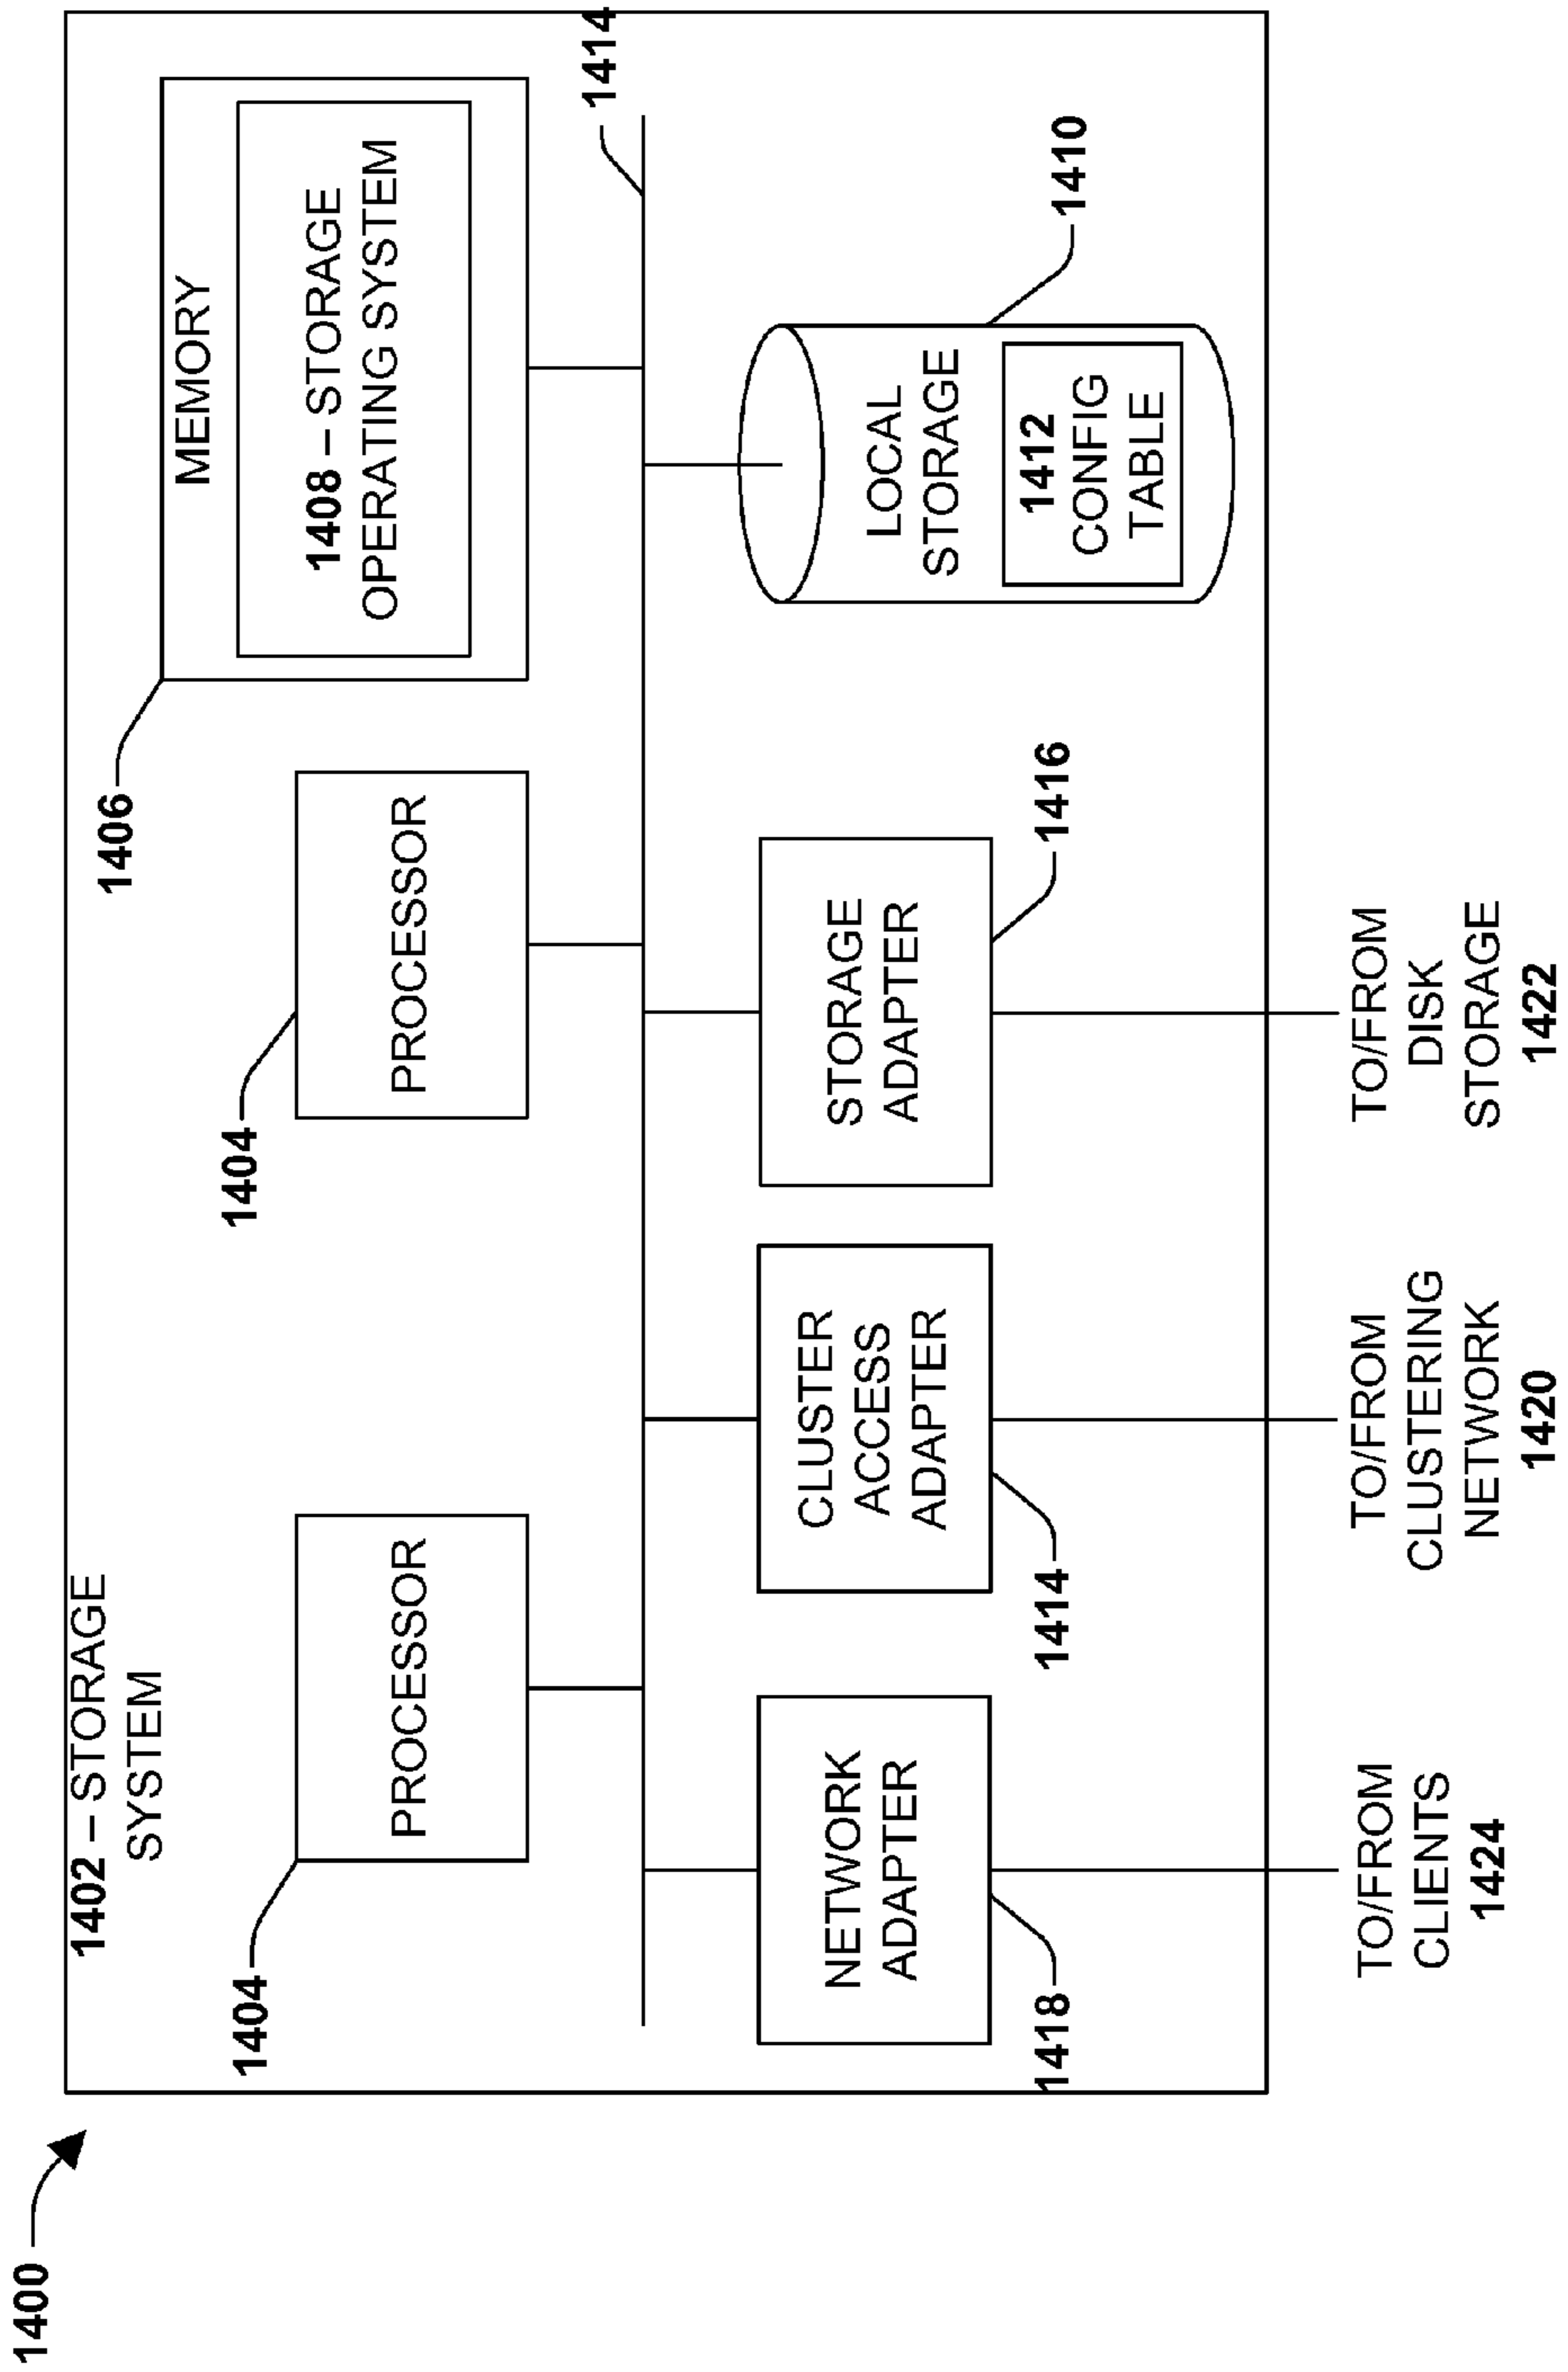 1400
1402 – STORAGE
SYSTEM
1404
PROCESSOR
1404
PROCESSOR
1406
MEMORY
1408 – STORAGE
OPERATING SYSTEM
1414
NETWORK
ADAPTER
1418
CLUSTER
ACCESS
ADAPTER
1414
STORAGE
ADAPTER
1416
LOCAL
STORAGE
1412
CONFIG
TABLE
1410
TO/FROM
CLIENTS
1424
TO/FROM
CLUSTERING
NETWORK
1420
TO/FROM
DISK
STORAGE
1422